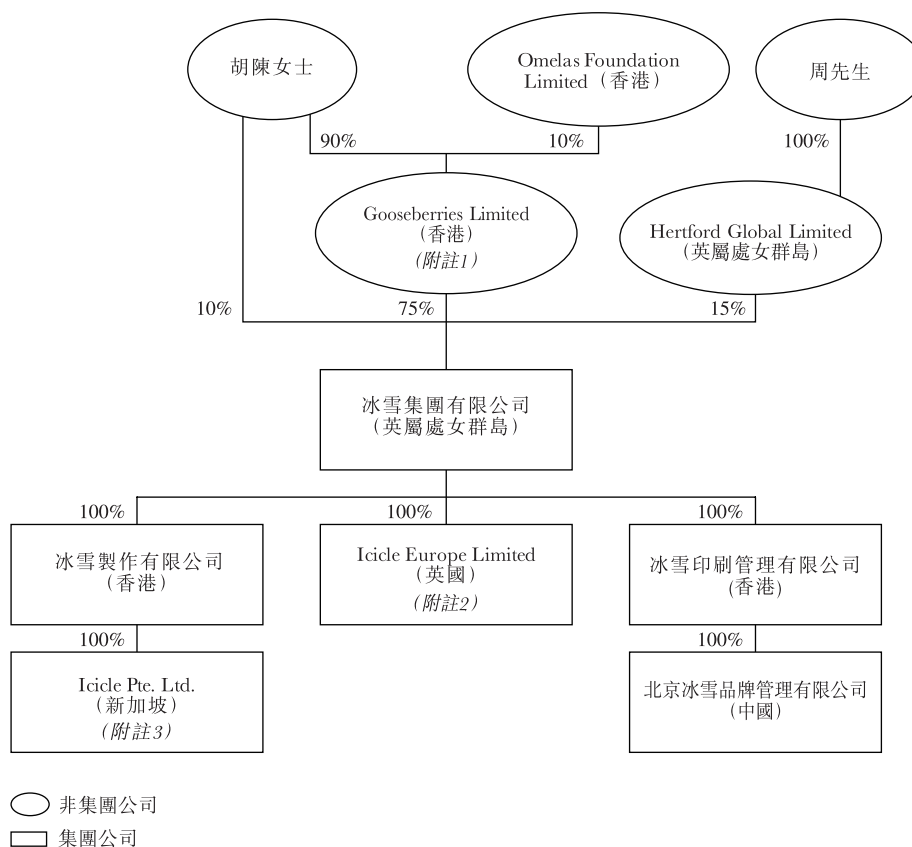 胡陳女士
Omelas Foundation
Limited（香港）
周先生
90%
10%
100%
Gooseberries Limited
（香港）
（附註1）
Hertford Global Limited
（英屬處女群島）
10%
75%
15%
冰雪集團有限公司
（英屬處女群島）
100%
100%
100%
冰雪製作有限公司
（香港）
Icicle Europe Limited
（英國）
（附註2）
冰雪印刷管理有限公司
(香港)
100%
100%
Icicle Pte. Ltd.
（新加坡）
（附註3）
北京冰雪品牌管理有限公司
（中國）
非集團公司
集團公司